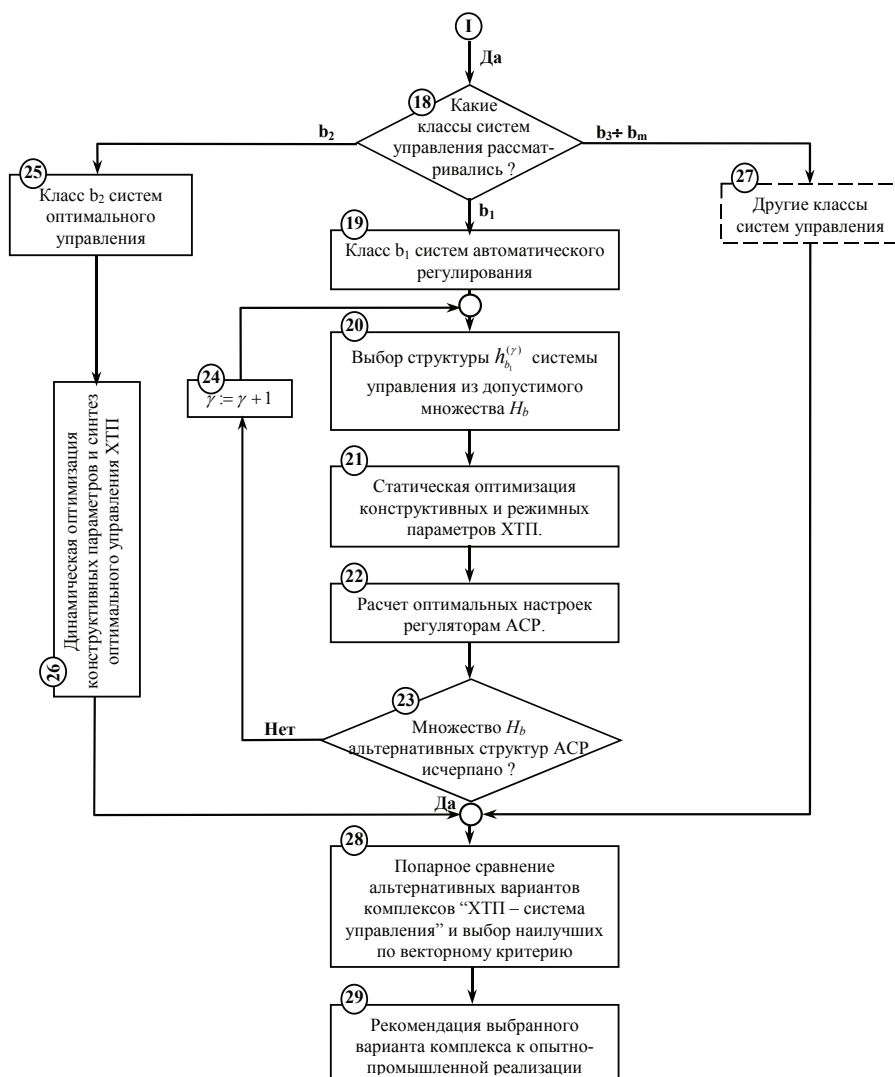 I
Да
18
Какие
классы систем
управления рассмат-
ривались ?
b₂
b₃÷ b_m
b₁
25
Класс b₂ систем
оптимального
управления
27
Другие классы
систем управления
19
Класс b₁ систем автоматического
регулирования
20
Выбор структуры h_{b₁}^{(γ)} системы
управления из допустимого
множества H_b
24
γ := γ + 1
21
Статическая оптимизация
конструктивных и режимных
параметров ХТП.
22
Расчет оптимальных настроек
регуляторам АСР.
26
Динамическая оптимизация
конструктивных параметров и синтез
оптимального управления ХТП
23
Множество H_b
альтернативных структур АСР
исчерпано ?
Нет
Да
28
Попарное сравнение
альтернативных вариантов
комплексов “ХТП – система
управления” и выбор наилучших
по векторному критерию
29
Рекомендация выбранного
варианта комплекса к опытно-
промышленной реализации